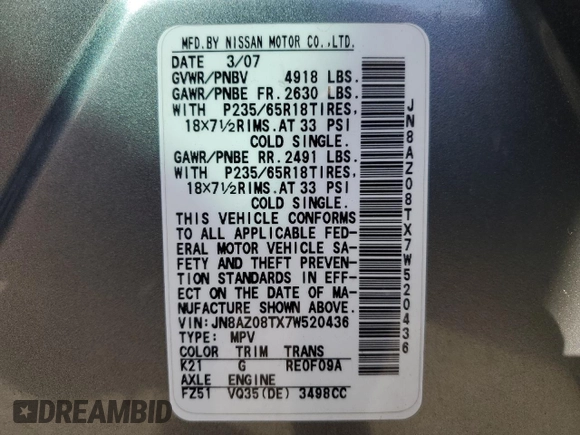 MFD.BY NISSAN MOTOR CO.,LTD.
DATE 3/07
GVWR/PNBV 4918 LBS.
GAWR/PNBE FR.2630 LBS.
WITH P235/65R18TIRES,
18X7½RIMS.AT 33 PSI
COLD SINGLE.
GAWR/PNBE RR.2491 LBS.
WITH P235/65R18TIRES,
18X7½RIMS.AT 33 PSI
COLD SINGLE.
THIS VEHICLE CONFORMS
TO ALL APPLICABLE FED-
ERAL MOTOR VEHICLE SA-
FETY AND THEFT PREVEN-
TION STANDARDS IN EFF-
ECT ON THE DATE OF MA-
NUFACTURE SHOWN ABOVE.
VIN:JN8AZ08TX7W520436
TYPE: MPV
COLOR TRIM TRANS
K21 G RE0F09A
AXLE ENGINE
FZ51 VQ35(DE) 3498CC
JN8AZ08TX7W520436
DREAMBID